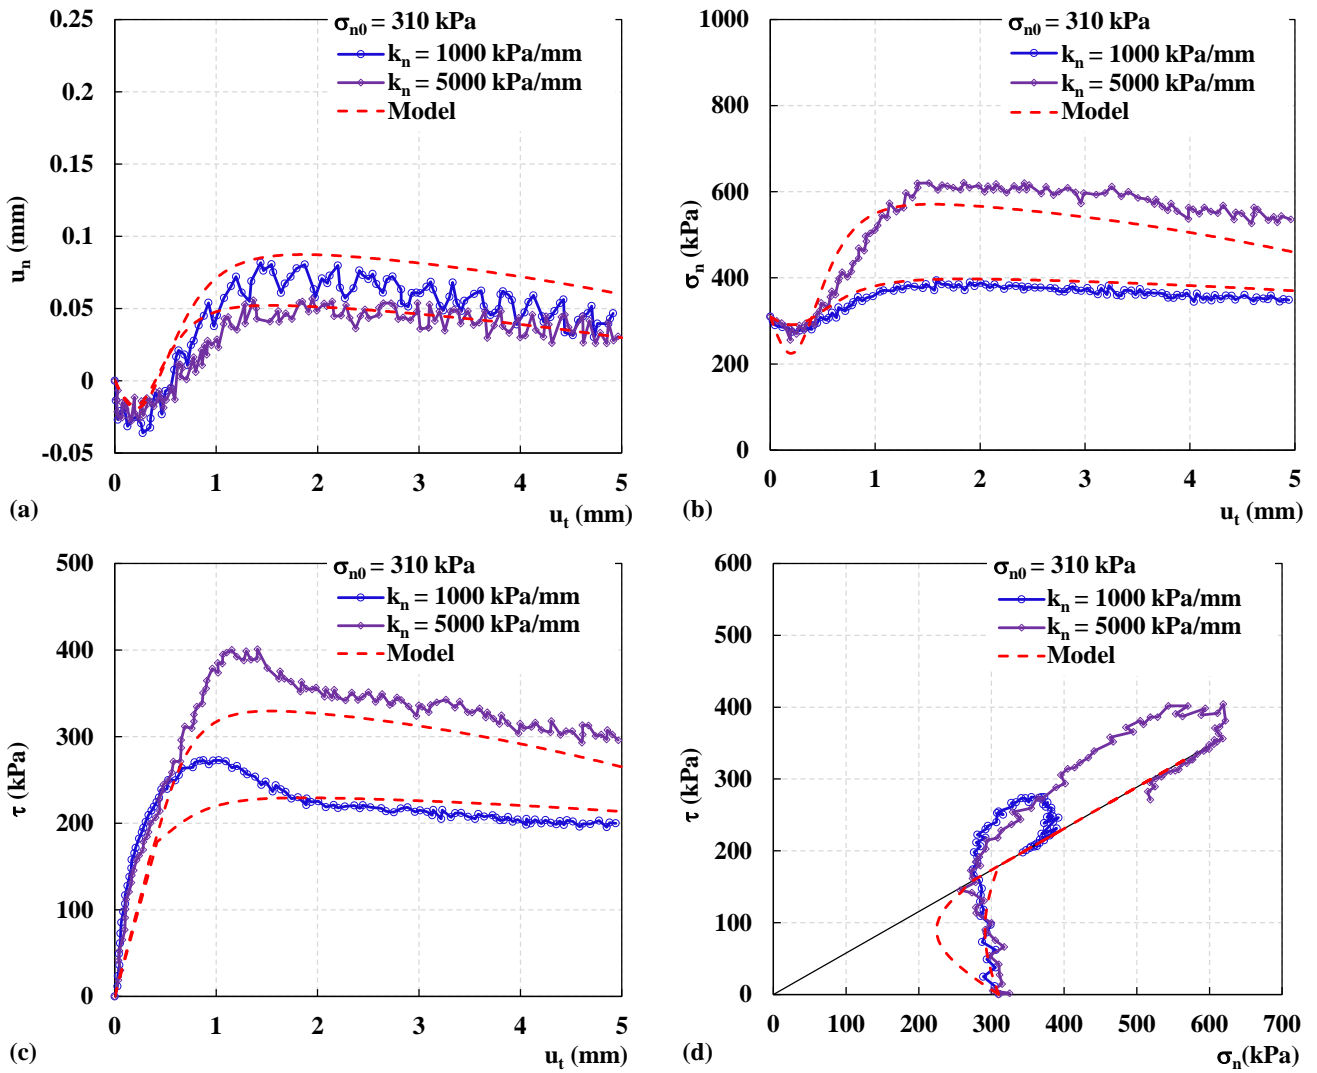 σn0 = 310 kPa
kn = 1000 kPa/mm
kn = 5000 kPa/mm
Model
0.25
0.2
0.15
0.1
0.05
0
-0.05
un (mm)
0 1 2 3 4 5
(a)
ut (mm)
σn0 = 310 kPa
kn = 1000 kPa/mm
kn = 5000 kPa/mm
Model
1000
800
600
400
200
0
σn (kPa)
0 1 2 3 4 5
(b)
ut (mm)
σn0 = 310 kPa
kn = 1000 kPa/mm
kn = 5000 kPa/mm
Model
500
400
300
200
100
0
τ (kPa)
0 1 2 3 4 5
(c)
ut (mm)
σn0 = 310 kPa
kn = 1000 kPa/mm
kn = 5000 kPa/mm
Model
600
500
400
300
200
100
0
τ (kPa)
0 100 200 300 400 500 600 700
(d)
σn(kPa)